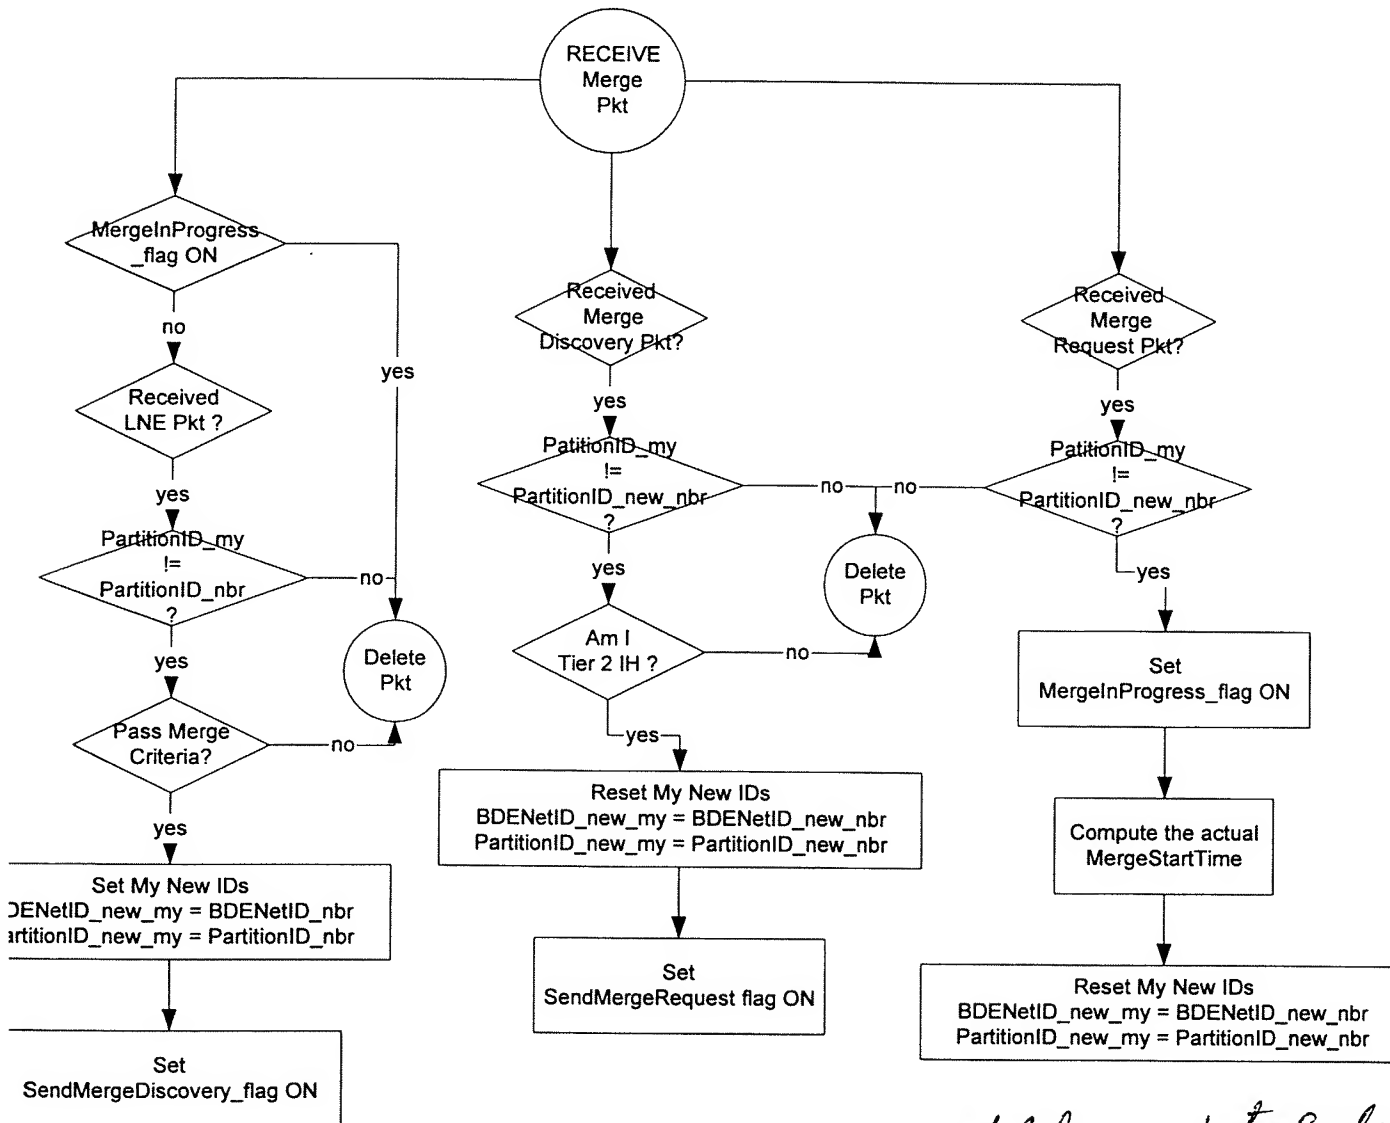 RECEIVE
Merge
Pkt
MergeInProgress
_flag ON
no
yes
Received
LNE Pkt ?
yes
PartitionID_my
!=
PartitionID_nbr
?
no
yes
Delete
Pkt
Pass Merge
Criteria?
no
yes
Set My New IDs
DENetID_new_my = BDENetID_nbr
artitionID_new_my = PartitionID_nbr
Set
SendMergeDiscovery_flag ON
Received
Merge
Discovery Pkt?
yes
PatitionID_my
!=
PartitionID_new_nbr
?
no
no
yes
Delete
Pkt
Am I
Tier 2 IH ?
no
yes
Reset My New IDs
BDENetID_new_my = BDENetID_new_nbr
PartitionID_new_my = PartitionID_new_nbr
Set
SendMergeRequest flag ON
Received
Merge
Request Pkt?
yes
PatitionID_my
!=
PartitionID_new_nbr
?
yes
Set
MergeInProgress_flag ON
Compute the actual
MergeStartTime
Reset My New IDs
BDENetID_new_my = BDENetID_new_nbr
PartitionID_new_my = PartitionID_new_nbr